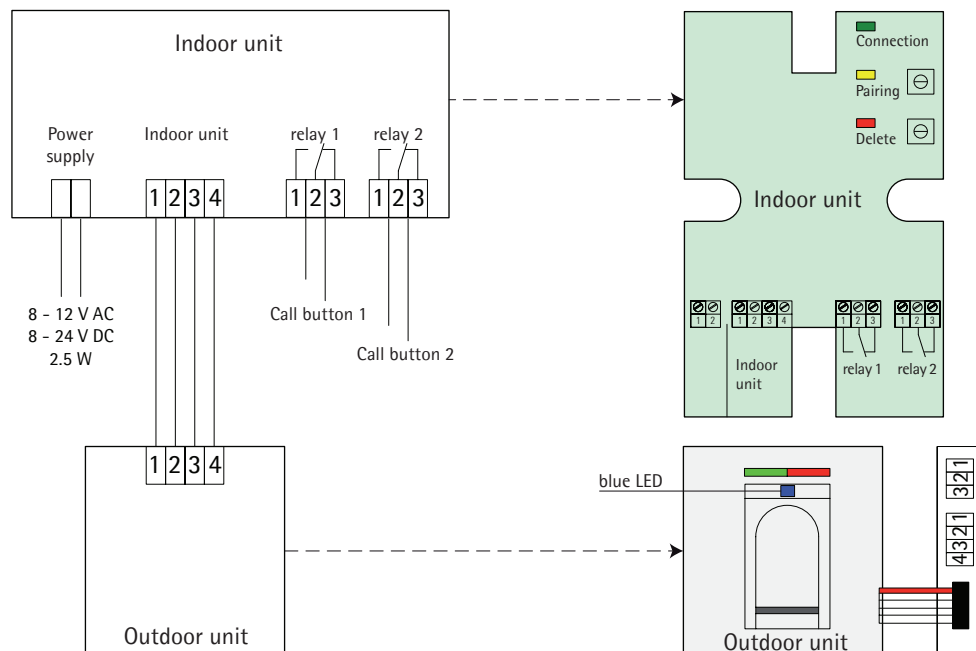 Indoor unit
Power
supply
Indoor unit
relay 1
relay 2
1 2 3 4
1 2 3
1 2 3
8 - 12 V AC
8 - 24 V DC
2.5 W
Call button 1
Call button 2
1 2 3 4
Outdoor unit
Connection
Pairing
Delete
Indoor unit
1 2
1 2 3 4
1 2 3
1 2 3
Indoor
unit
relay 1
relay 2
blue LED
Outdoor unit
3 2 1
4 3 2 1